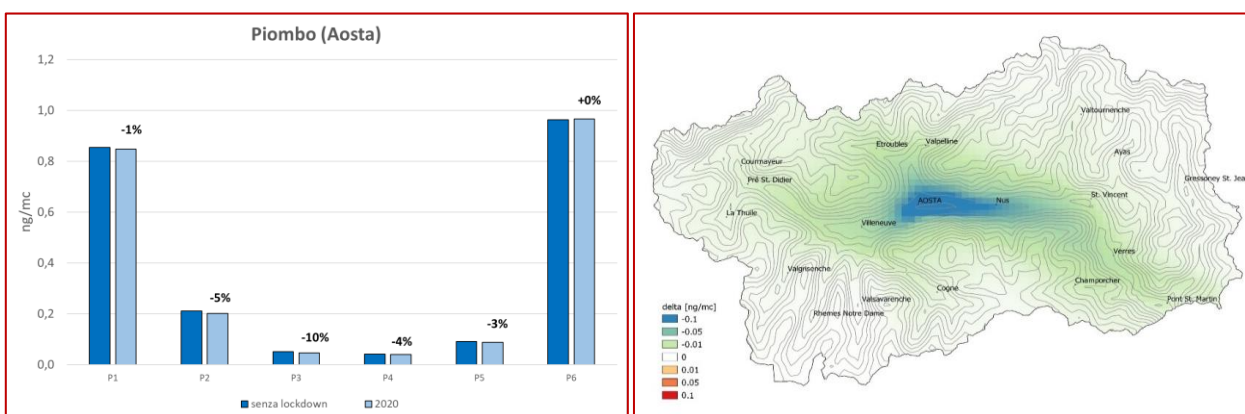 Piombo (Aosta)
1,2
1,0
0,8
0,6
0,4
0,2
0,0
ng/mc
-1%
-5%
-10%
-4%
-3%
+0%
P1 P2 P3 P4 P5 P6
senza lockdown 2020
Valtournenche
Etroubles Valpelline
Ayas
Courmayeur
Pré St. Didier
Gressoney St. Jea
St. Vincent
AOSTA Nus
La Thuile
Villeneuve
Verres
Valgrisenche
Champorcher
Cogne
Valsavarenche
Pont St. Martin
Rhemes Notre Dame
delta [ng/mc]
-0.1
-0.05
-0.01
0
0.01
0.05
0.1